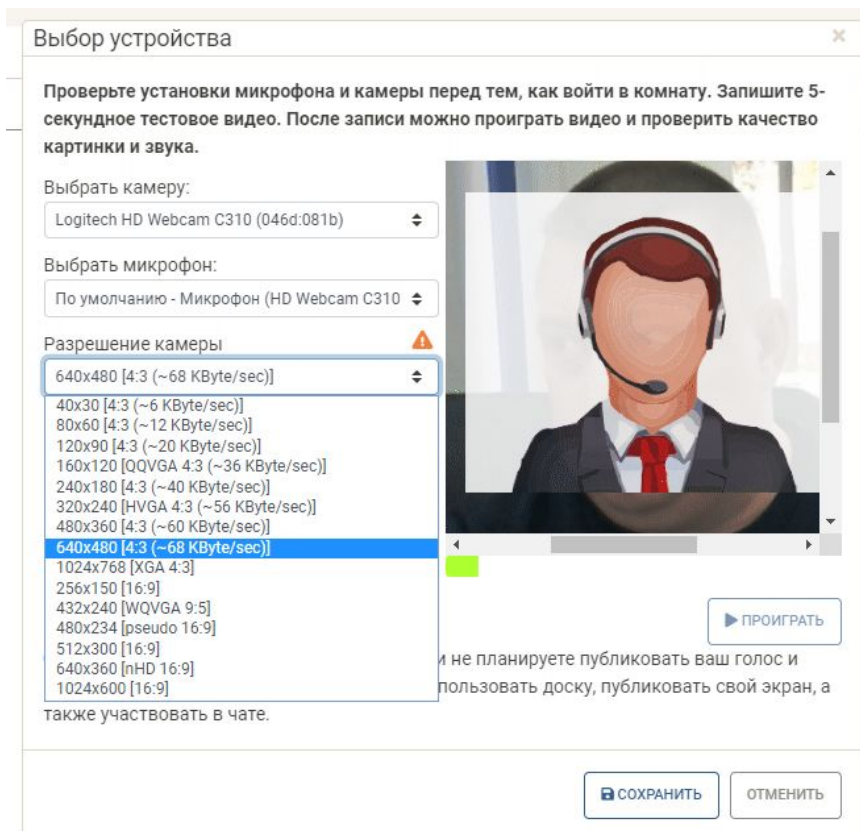 Выбор устройства
×
Проверьте установки микрофона и камеры перед тем, как войти в комнату. Запишите 5-
секундное тестовое видео. После записи можно проиграть видео и проверить качество
картинки и звука.
Выбрать камеру:
Logitech HD Webcam C310 (046d:081b)
Выбрать микрофон:
По умолчанию - Микрофон (HD Webcam C310
Разрешение камеры
640x480 [4:3 (~68 KByte/sec)]
40x30 [4:3 (~6 KByte/sec)]
80x60 [4:3 (~12 KByte/sec)]
120x90 [4:3 (~20 KByte/sec)]
160x120 [QQVGA 4:3 (~36 KByte/sec)]
240x180 [4:3 (~40 KByte/sec)]
320x240 [HVGA 4:3 (~56 KByte/sec)]
480x360 [4:3 (~60 KByte/sec)]
640x480 [4:3 (~68 KByte/sec)]
1024x768 [XGA 4:3]
256x150 [16:9]
432x240 [WQVGA 9:5]
480x234 [pseudo 16:9]
512x300 [16:9]
640x360 [nHD 16:9]
1024x600 [16:9]
ПРОИГРАТЬ
и не планируете публиковать ваш голос и
пользовать доску, публиковать свой экран, а
также участвовать в чате.
СОХРАНИТЬ
ОТМЕНИТЬ